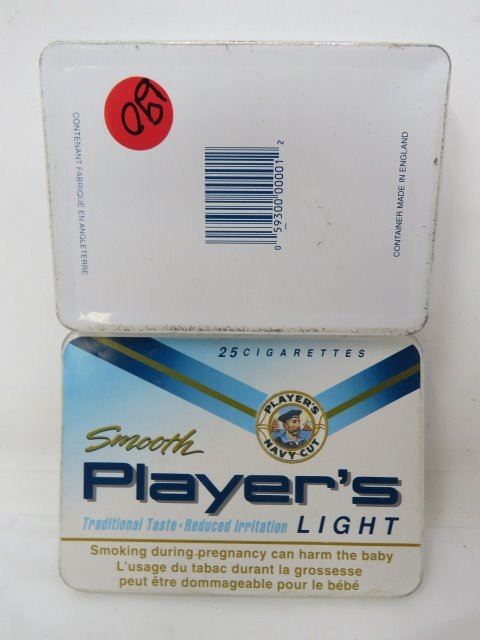 069
CONTENANT FABRIQUÉ EN ANGLETERRE
0 59300 00001 2
CONTAINER MADE IN ENGLAND
25 CIGARETTES
PLAYER'S
NAVY CUT
Smooth
Player's
Traditional Taste · Reduced Irritation LIGHT
Smoking during pregnancy can harm the baby
L'usage du tabac durant la grossesse
peut être dommageable pour le bébé